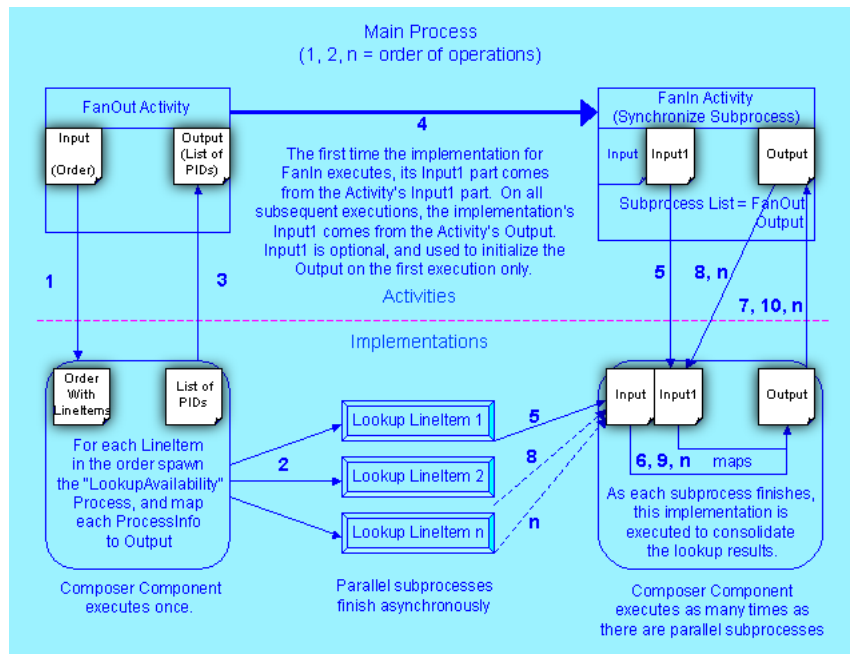 Main Process
(1, 2, n = order of operations)
FanOut Activity
Input
(Order)
Output
(List of
PIDs)
4
FanIn Activity
(Synchronize Subprocess)
Input
Input1
Output
Subprocess List = FanOut
Output
The first time the implementation for
FanIn executes, its Input1 part comes
from the Activity's Input1 part. On all
subsequent executions, the implementation's
Input1 comes from the Activity's Output.
Input1 is optional, and used to initialize the
Output on the first execution only.
1
3
5
8, n
7, 10, n
Activities
Implementations
Order
With
LineItems
List of
PIDs
For each LineItem
in the order spawn
the "LookupAvailability"
Process, and map
each ProcessInfo
to Output
2
Lookup LineItem 1
Lookup LineItem 2
Lookup LineItem n
5
8
n
Input
Input1
Output
6, 9, n maps
As each subprocess finishes,
this implementation is
executed to consolidate
the lookup results.
Composer Component
executes once.
Parallel subprocesses
finish asynchronously
Composer Component
executes as many times as
there are parallel subprocesses